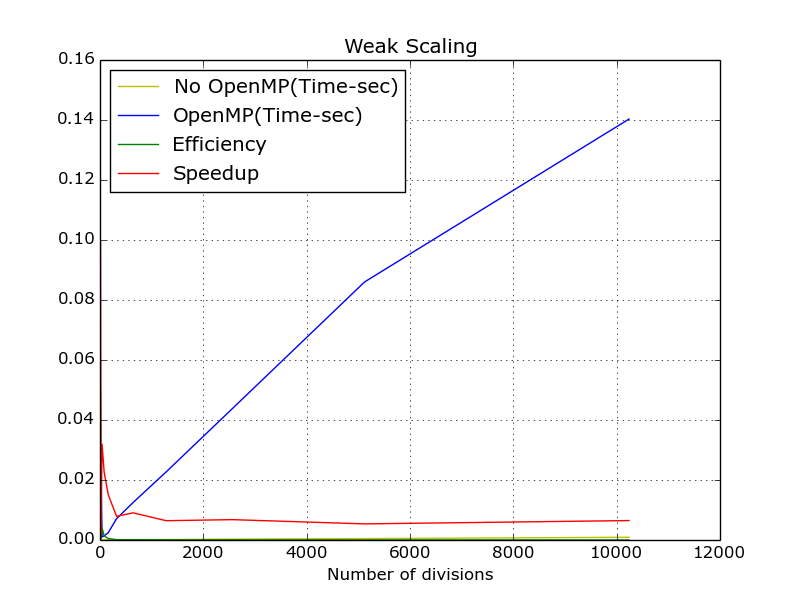 Weak Scaling
0.16
0.14
0.12
0.10
0.08
0.06
0.04
0.02
0.00
No OpenMP(Time-sec)
OpenMP(Time-sec)
Efficiency
Speedup
0 2000 4000 6000 8000 10000 12000
Number of divisions